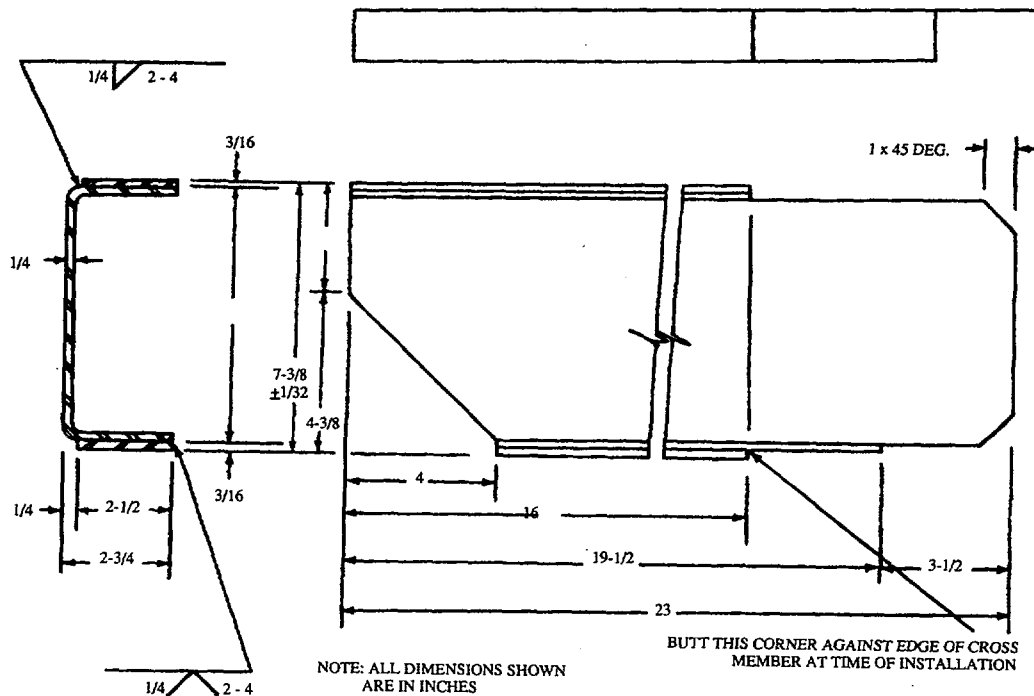 1/4 2 - 4
3/16
1 x 45 DEG.
1/4
7-3/8
±1/32
4-3/8
3/16
4
1/4 2-1/2
16
2-3/4
19-1/2 3-1/2
23
BUTT THIS CORNER AGAINST EDGE OF CROSS
MEMBER AT TIME OF INSTALLATION
NOTE: ALL DIMENSIONS SHOWN
ARE IN INCHES
1/4 2 - 4